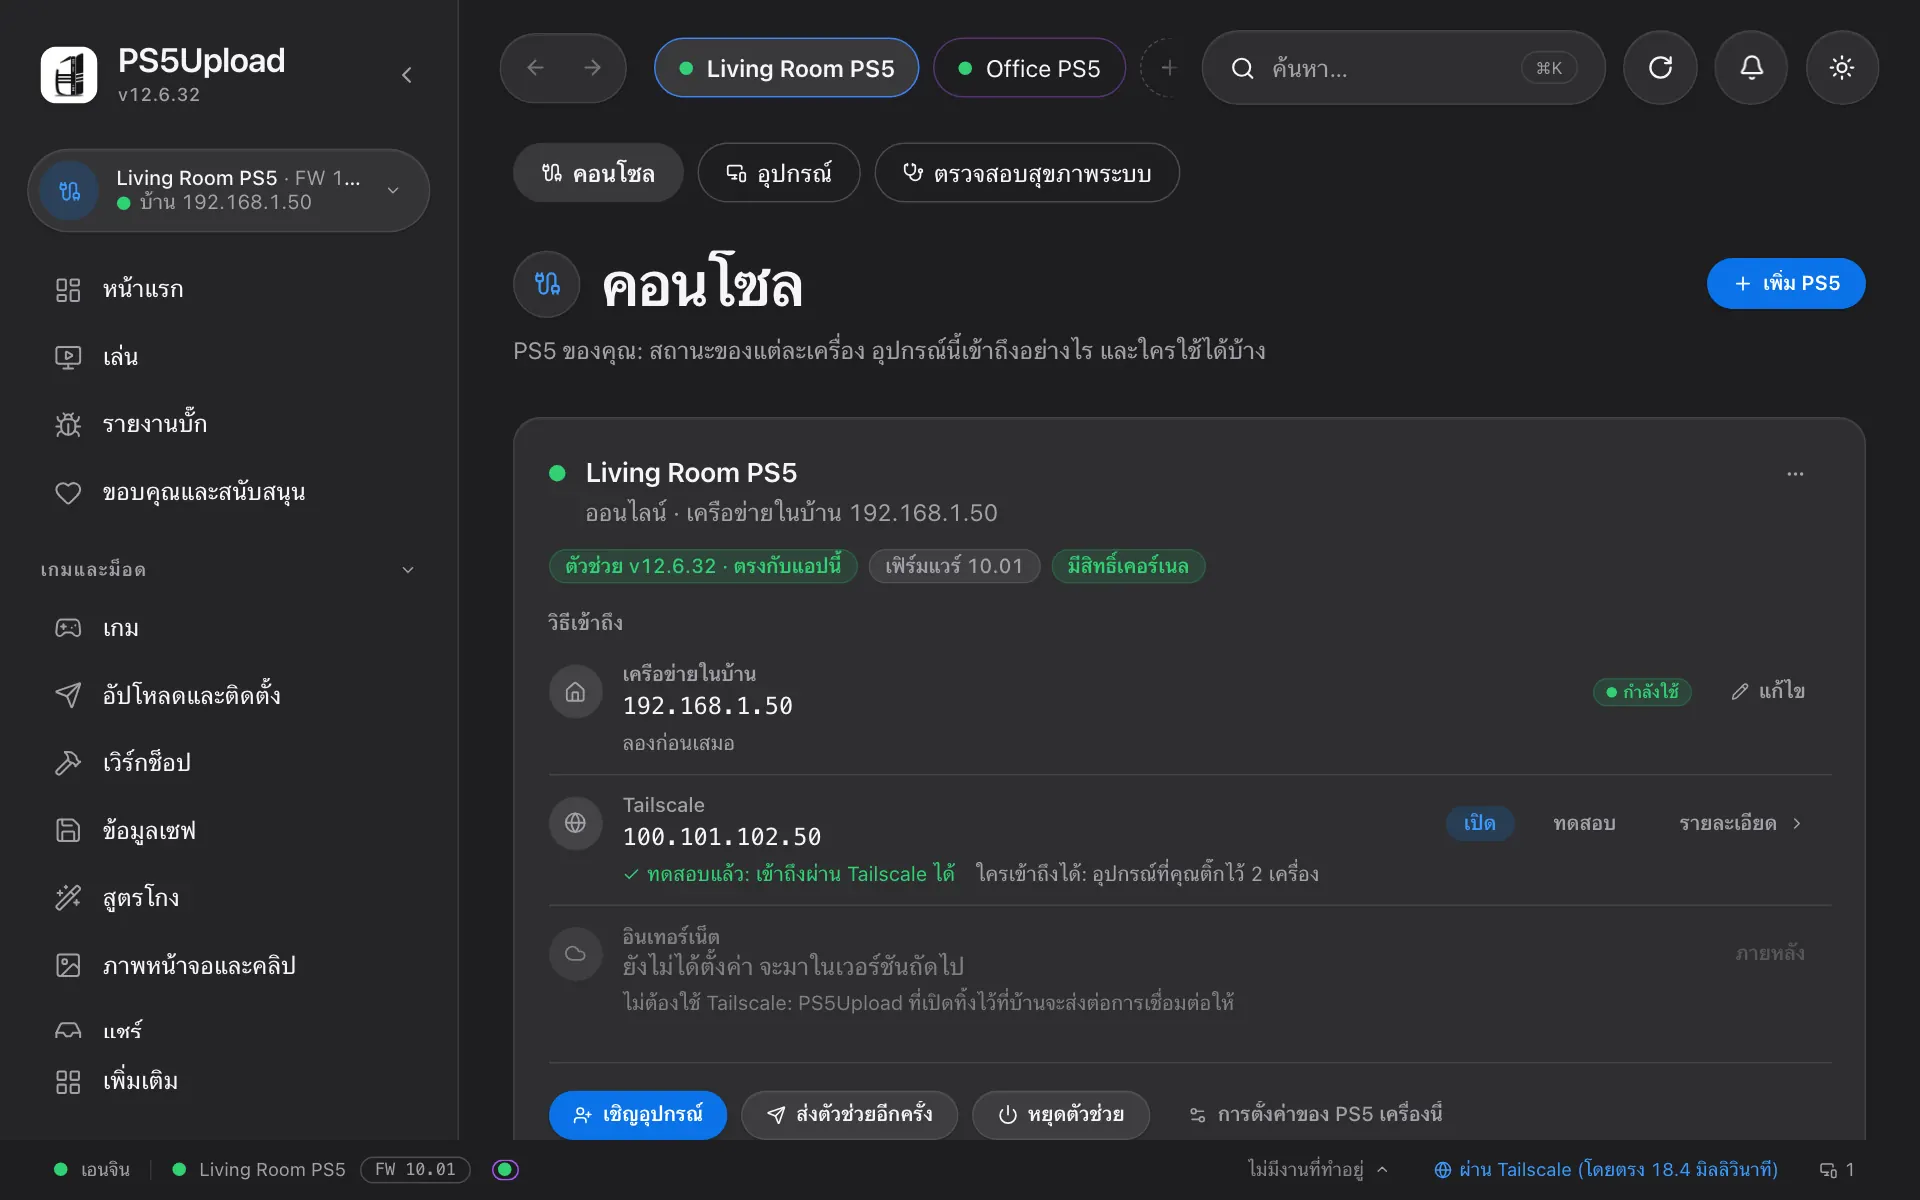 PS5Upload
v12.6.32
Living Room PS5 · FW 1...
บ้าน 192.168.1.50
หน้าแรก
เล่น
รายงานบั๊ก
ขอบคุณและสนับสนุน
เกมและม็อด
เกม
อัปโหลดและติดตั้ง
เวิร์กช็อป
ข้อมูลเซฟ
สูตรโกง
ภาพหน้าจอและคลิป
แชร์
เพิ่มเติม
Living Room PS5
Office PS5
ค้นหา...
⌘K
คอนโซล
อุปกรณ์
ตรวจสอบสุขภาพระบบ
คอนโซล
เพิ่ม PS5
PS5 ของคุณ: สถานะของแต่ละเครื่อง อุปกรณ์นี้เข้าถึงอย่างไร และใครใช้ได้บ้าง
Living Room PS5
ออนไลน์ · เครือข่ายในบ้าน 192.168.1.50
ตัวช่วย v12.6.32 · ตรงกับแอปนี้
เฟิร์มแวร์ 10.01
มีสิทธิ์เคอร์เนล
วิธีเข้าถึง
เครือข่ายในบ้าน
192.168.1.50
ลองก่อนเสมอ
กำลังใช้
แก้ไข
Tailscale
100.101.102.50
ทดสอบแล้ว: เข้าถึงผ่าน Tailscale ได้ ใครเข้าถึงได้: อุปกรณ์ที่คุณติ๊กไว้ 2 เครื่อง
เปิด
ทดสอบ
รายละเอียด
อินเทอร์เน็ต
ยังไม่ได้ตั้งค่า จะมาในเวอร์ชันถัดไป
ไม่ต้องใช้ Tailscale: PS5Upload ที่เปิดทิ้งไว้ที่บ้านจะส่งต่อการเชื่อมต่อให้
ภายหลัง
เชิญอุปกรณ์
ส่งตัวช่วยอีกครั้ง
หยุดตัวช่วย
การตั้งค่าของ PS5 เครื่องนี้
เอนจิน
Living Room PS5
FW 10.01
ไม่มีงานที่ทำอยู่
ผ่าน Tailscale (โดยตรง 18.4 มิลลิวินาที)
1